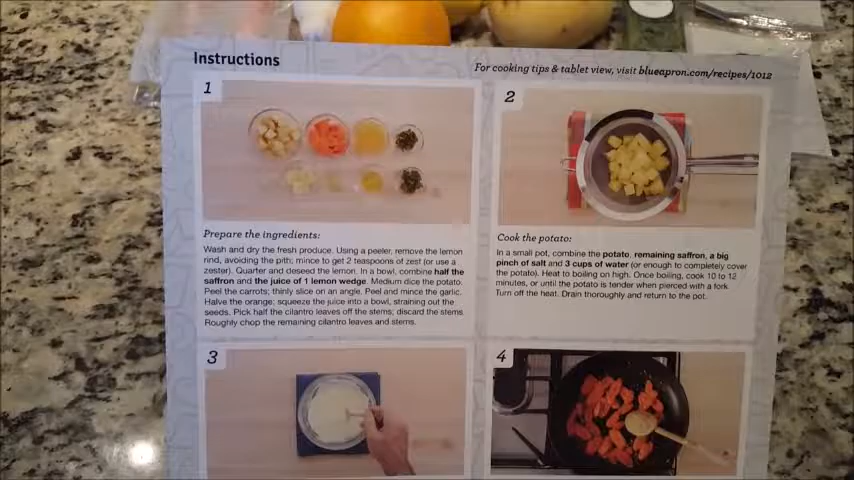 Instructions
For cooking tips & tablet view, visit blueapron.com/recipes/1012
1
Prepare the ingredients:
Wash and dry the fresh produce. Using a peeler, remove the lemon
rind, avoiding the pith; mince to get 2 teaspoons of zest (or use a
zester). Quarter and deseed the lemon. In a bowl, combine half the
saffron and the juice of 1 lemon wedge. Medium dice the potato.
Peel the carrots; thinly slice on an angle. Peel and mince the garlic.
Halve the orange; squeeze the juice into a bowl, straining out the
seeds. Pick half the cilantro leaves off the stems; discard the stems.
Roughly chop the remaining cilantro leaves and stems.
2
Cook the potato:
In a small pot, combine the potato, remaining saffron, a big
pinch of salt and 3 cups of water (or enough to completely cover
the potato). Heat to boiling on high. Once boiling, cook 10 to 12
minutes, or until the potato is tender when pierced with a fork.
Turn off the heat. Drain thoroughly and return to the pot.
3
4